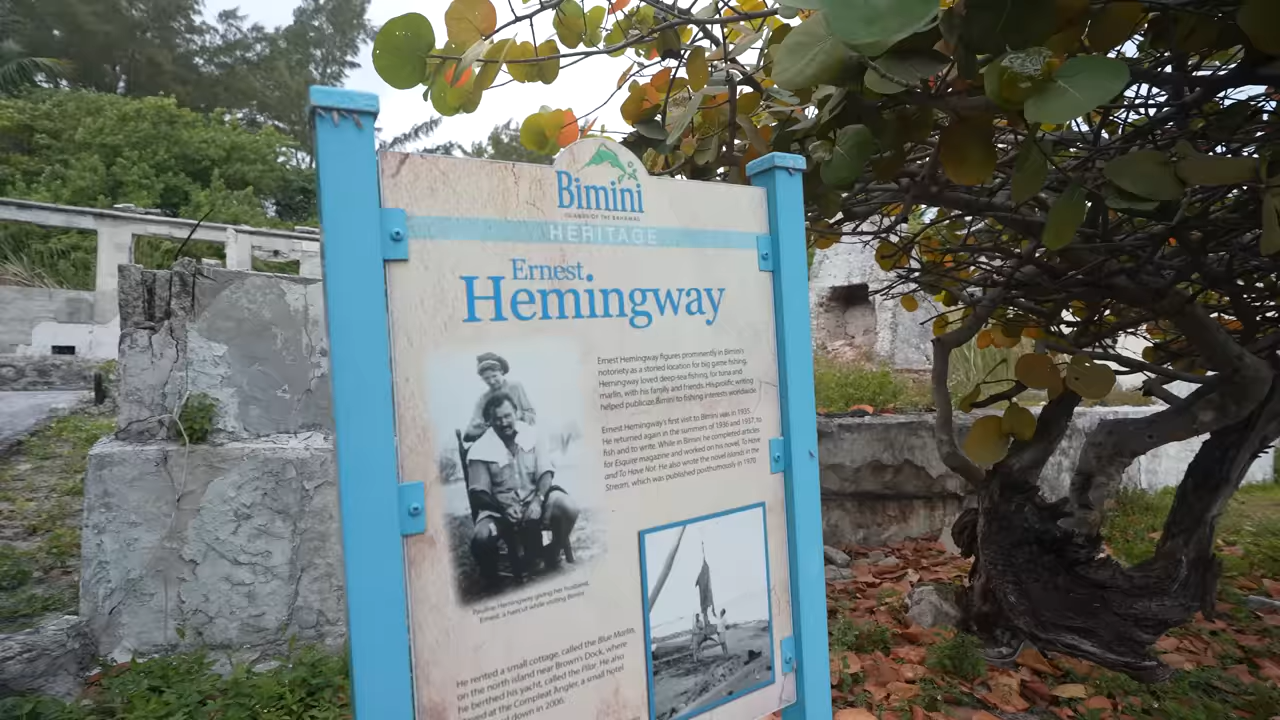 Bimini
ISLANDS OF THE BAHAMAS
HERITAGE
Ernest
Hemingway
Ernest Hemingway figures prominently in Bimini's
notoriety as a storied location for big game fishing.
Hemingway loved deep-sea fishing, for tuna and
marlin, with his family and friends. His prolific writing
helped publicize Bimini to fishing interests worldwide.
Ernest Hemingway's first visit to Bimini was in 1935.
He returned again in the summers of 1936 and 1937, to
fish and to write. While in Bimini he completed articles
for Esquire magazine and worked on his novel, To Have
and To Have Not. He also wrote the novel Islands in the
Stream, which was published posthumously in 1970.
Pauline Hemingway giving her husband,
Ernest, a haircut while visiting Bimini
He rented a small cottage, called the Blue Marlin,
on the north island near Brown's Dock, where
he berthed his yacht, called the Pilar. He also
at the Compleat Angler, a small hotel
down in 2006.